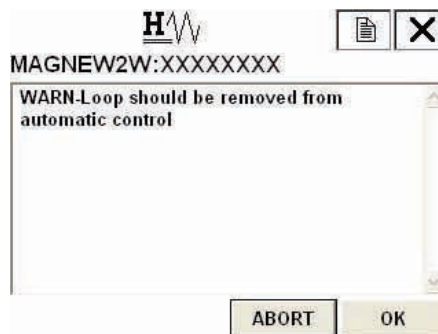 H
MAGNEW2W:XXXXXXXX
WARN-Loop should be removed from
automatic control
ABORT OK